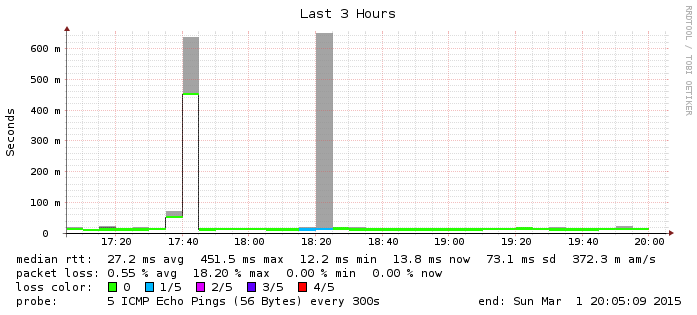 Last 3 Hours
RRDTOOL / TOBI OETIKER
Seconds
600 m
500 m
400 m
300 m
200 m
100 m
0
17:20 17:40 18:00 18:20 18:40 19:00 19:20 19:40 20:00
median rtt: 27.2 ms avg 451.5 ms max 12.2 ms min 13.8 ms now 73.1 ms sd 372.3 m am/s
packet loss: 0.55 % avg 18.20 % max 0.00 % min 0.00 % now
loss color: 0 1/5 2/5 3/5 4/5
probe: 5 ICMP Echo Pings (56 Bytes) every 300s end: Sun Mar 1 20:05:09 2015